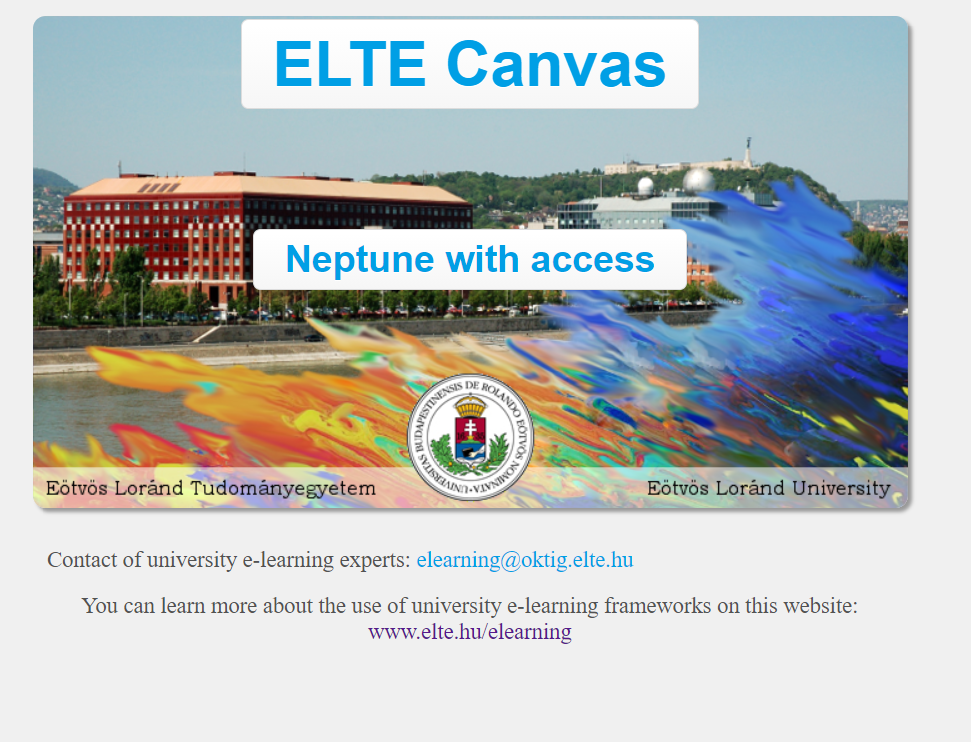 ELTE Canvas
Neptune with access
UNIVERSITAS BUDAPESTINENSIS DE ROLANDO EÖTVÖS NOMINATA
Eötvös Loránd Tudományegyetem
Eötvös Loránd University
Contact of university e-learning experts: elearning@oktig.elte.hu
You can learn more about the use of university e-learning frameworks on this website:
www.elte.hu/elearning